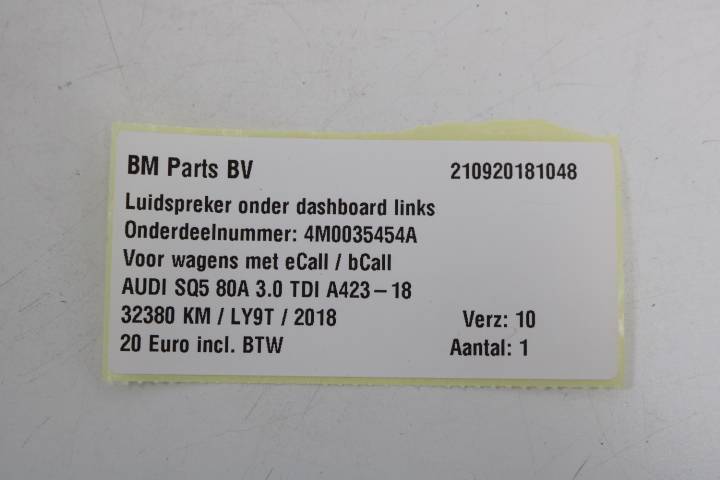 BM Parts BV 210920181048
Luidspreker onder dashboard links
Onderdeelnummer: 4M0035454A
Voor wagens met eCall / bCall
AUDI SQ5 80A 3.0 TDI A423-18
32380 KM / LY9T / 2018 Verz: 10
20 Euro incl. BTW Aantal: 1